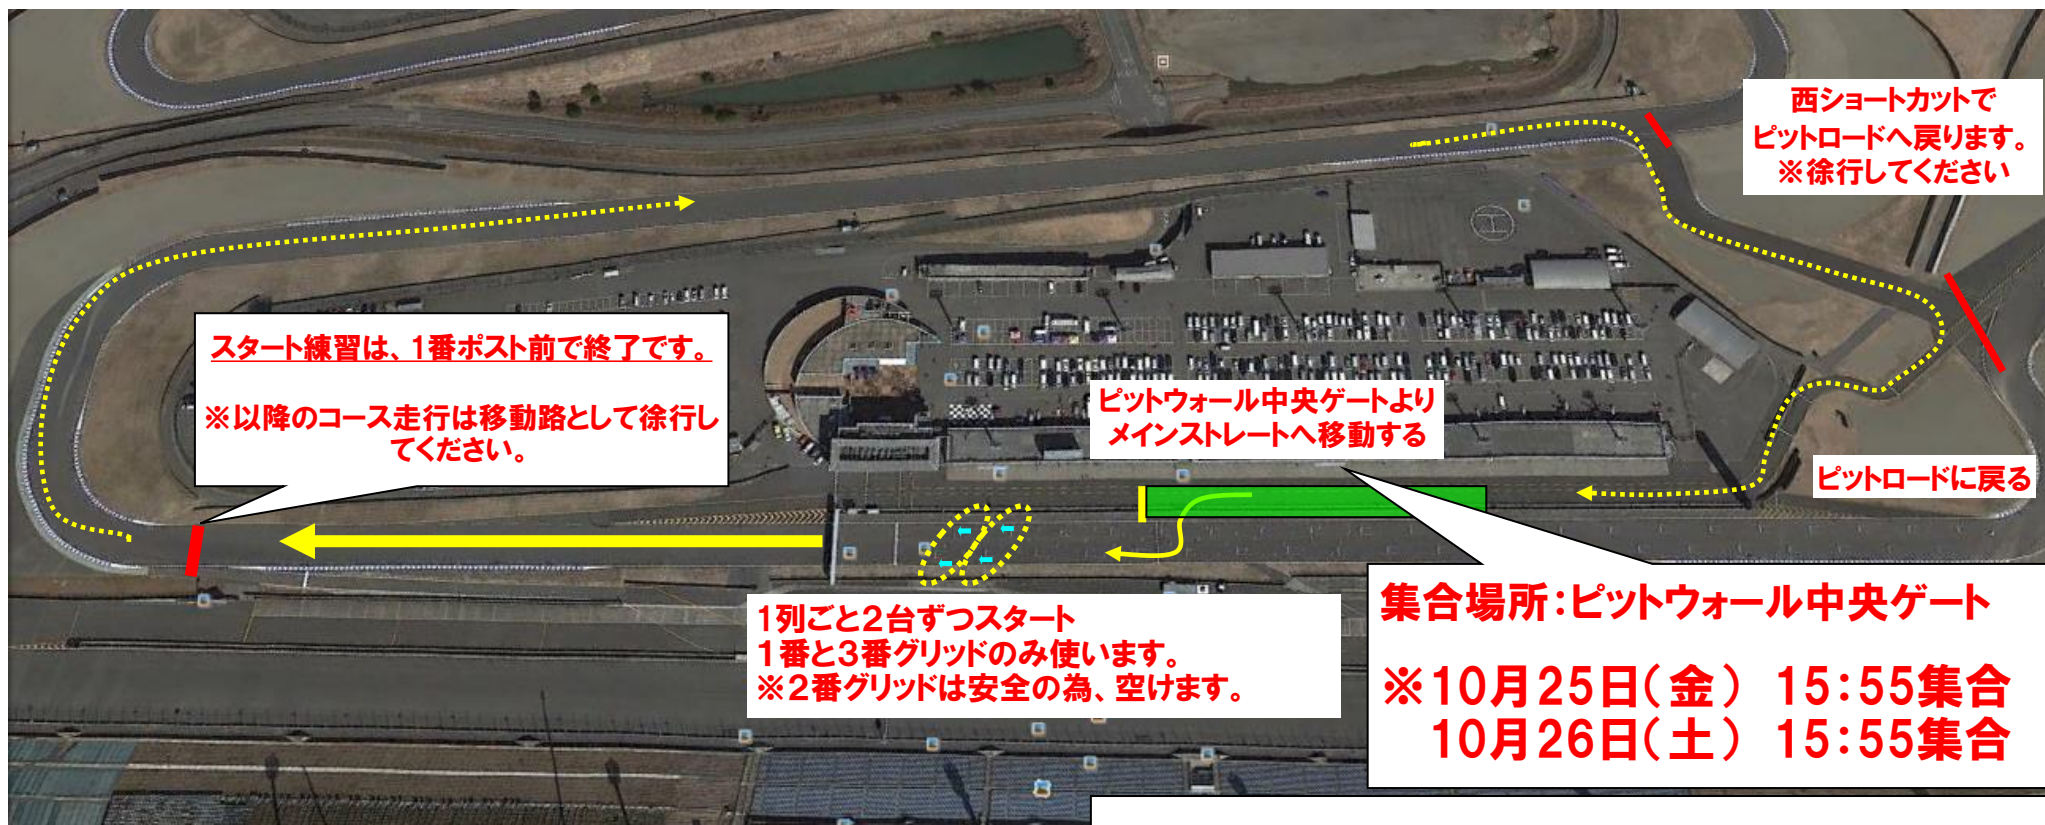 西ショートカットで
ピットロードへ戻ります。
※徐行してください
スタート練習は、1番ポスト前で終了です。
※以降のコース走行は移動路として徐行し
てください。
ピットウォール中央ゲートより
メインストレートへ移動する
ピットロードに戻る
1列ごと2台ずつスタート
1番と3番グリッドのみ使います。
※2番グリッドは安全の為、空けます。
集合場所:ピットウォール中央ゲート
※10月25日(金) 15:55集合
10月26日(土) 15:55集合